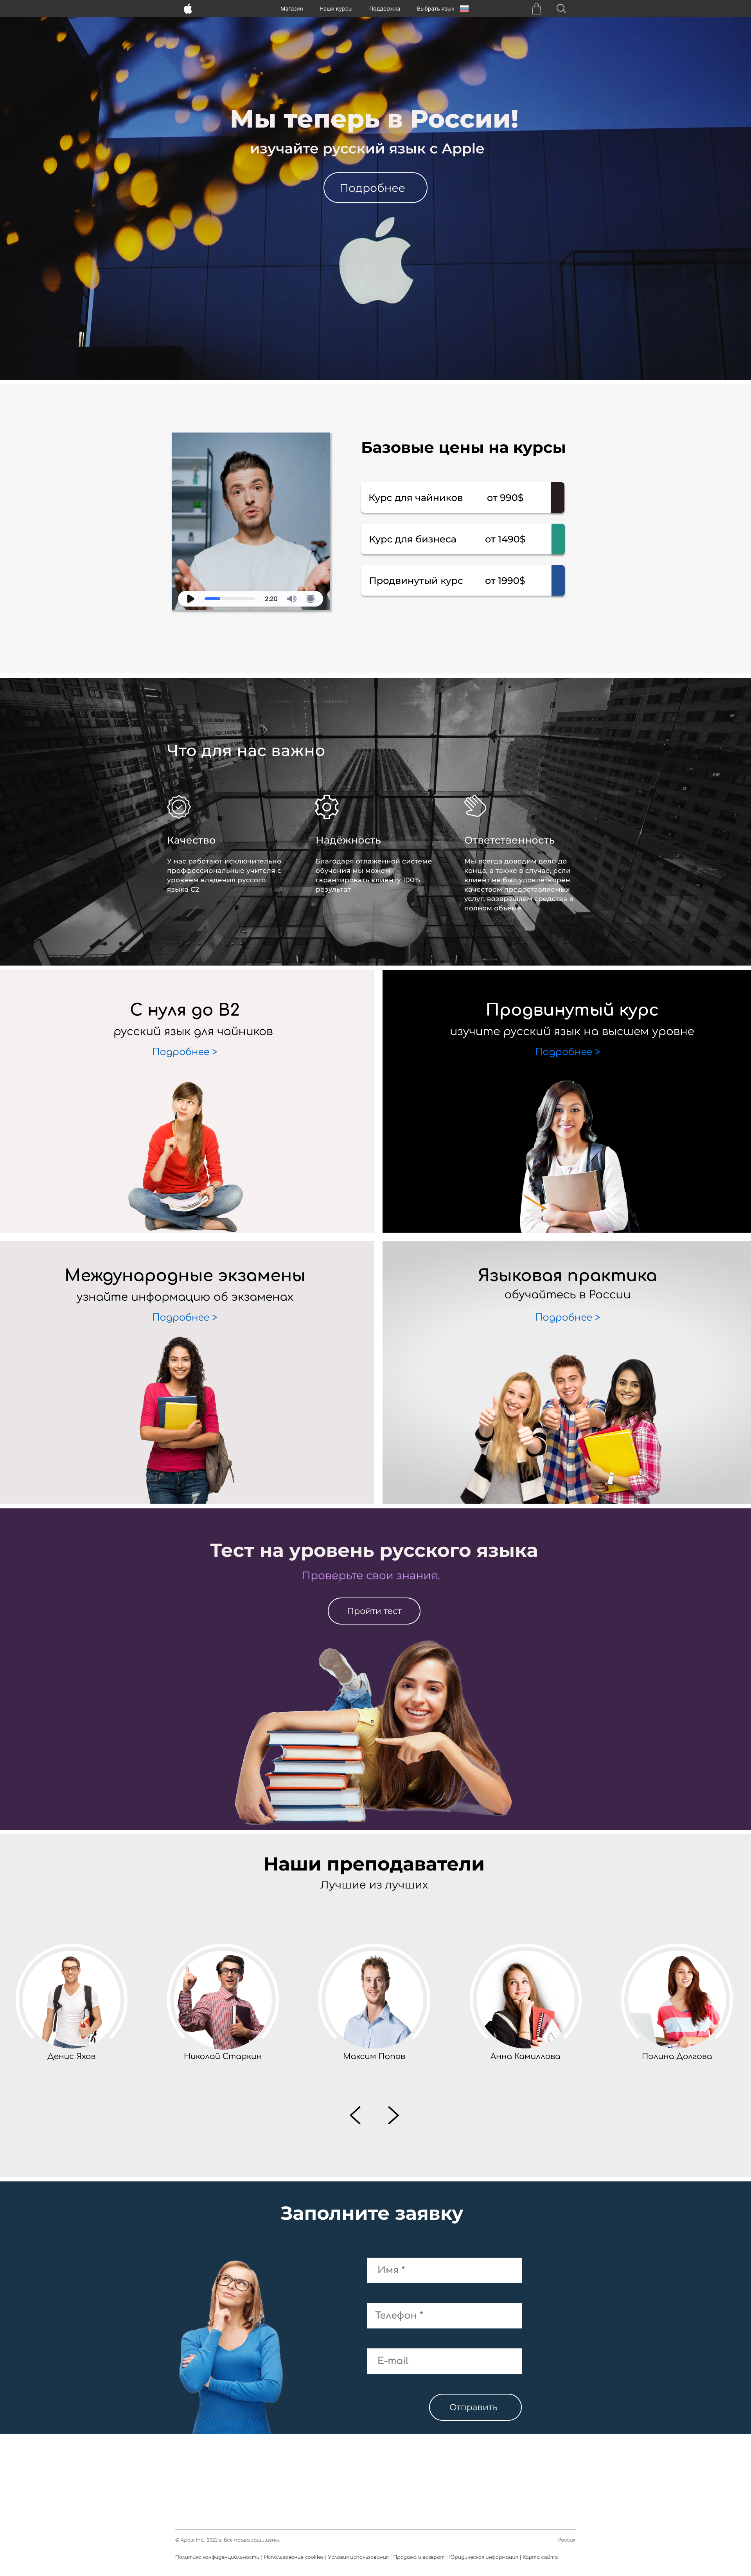 Магазин Наши курсы Поддержка Выбрать язык
Мы теперь в России!
изучайте русский язык с Apple
Подробнее
Базовые цены на курсы
Курс для чайников от 990$
Курс для бизнеса от 1490$
Продвинутый курс от 1990$
2:20
Что для нас важно
Качество
У нас работают исключительно
проффессиональные учителя с
уровнем владения русского
языка С2
Надёжность
Благодаря отлаженной системе
обучения мы можем
гарантировать клиенту 100%
результат
Ответственность
Мы всегда доводим дело до
конца, а также в случае, если
клиент не был удовлетворён
качеством предоставляемых
услуг, возвращаем средства в
полном объёме
С нуля до В2
русский язык для чайников
Подробнее >
Продвинутый курс
изучите русский язык на высшем уровне
Подробнее >
Международные экзамены
узнайте информацию об экзаменах
Подробнее >
Языковая практика
обучайтесь в России
Подробнее >
Тест на уровень русского языка
Проверьте свои знания.
Пройти тест
Наши преподаватели
Лучшие из лучших
Денис Яхов
Николай Старкин
Максим Попов
Анна Камиллова
Полина Долгова
Заполните заявку
Имя *
Телефон *
E-mail
Отправить
© Apple Inc., 2022 г. Все права защищены.
Россия
Политика конфиденциальности | Использование cookies | Условия использования | Продажа и возврат | Юридическая информация | Карта сайта